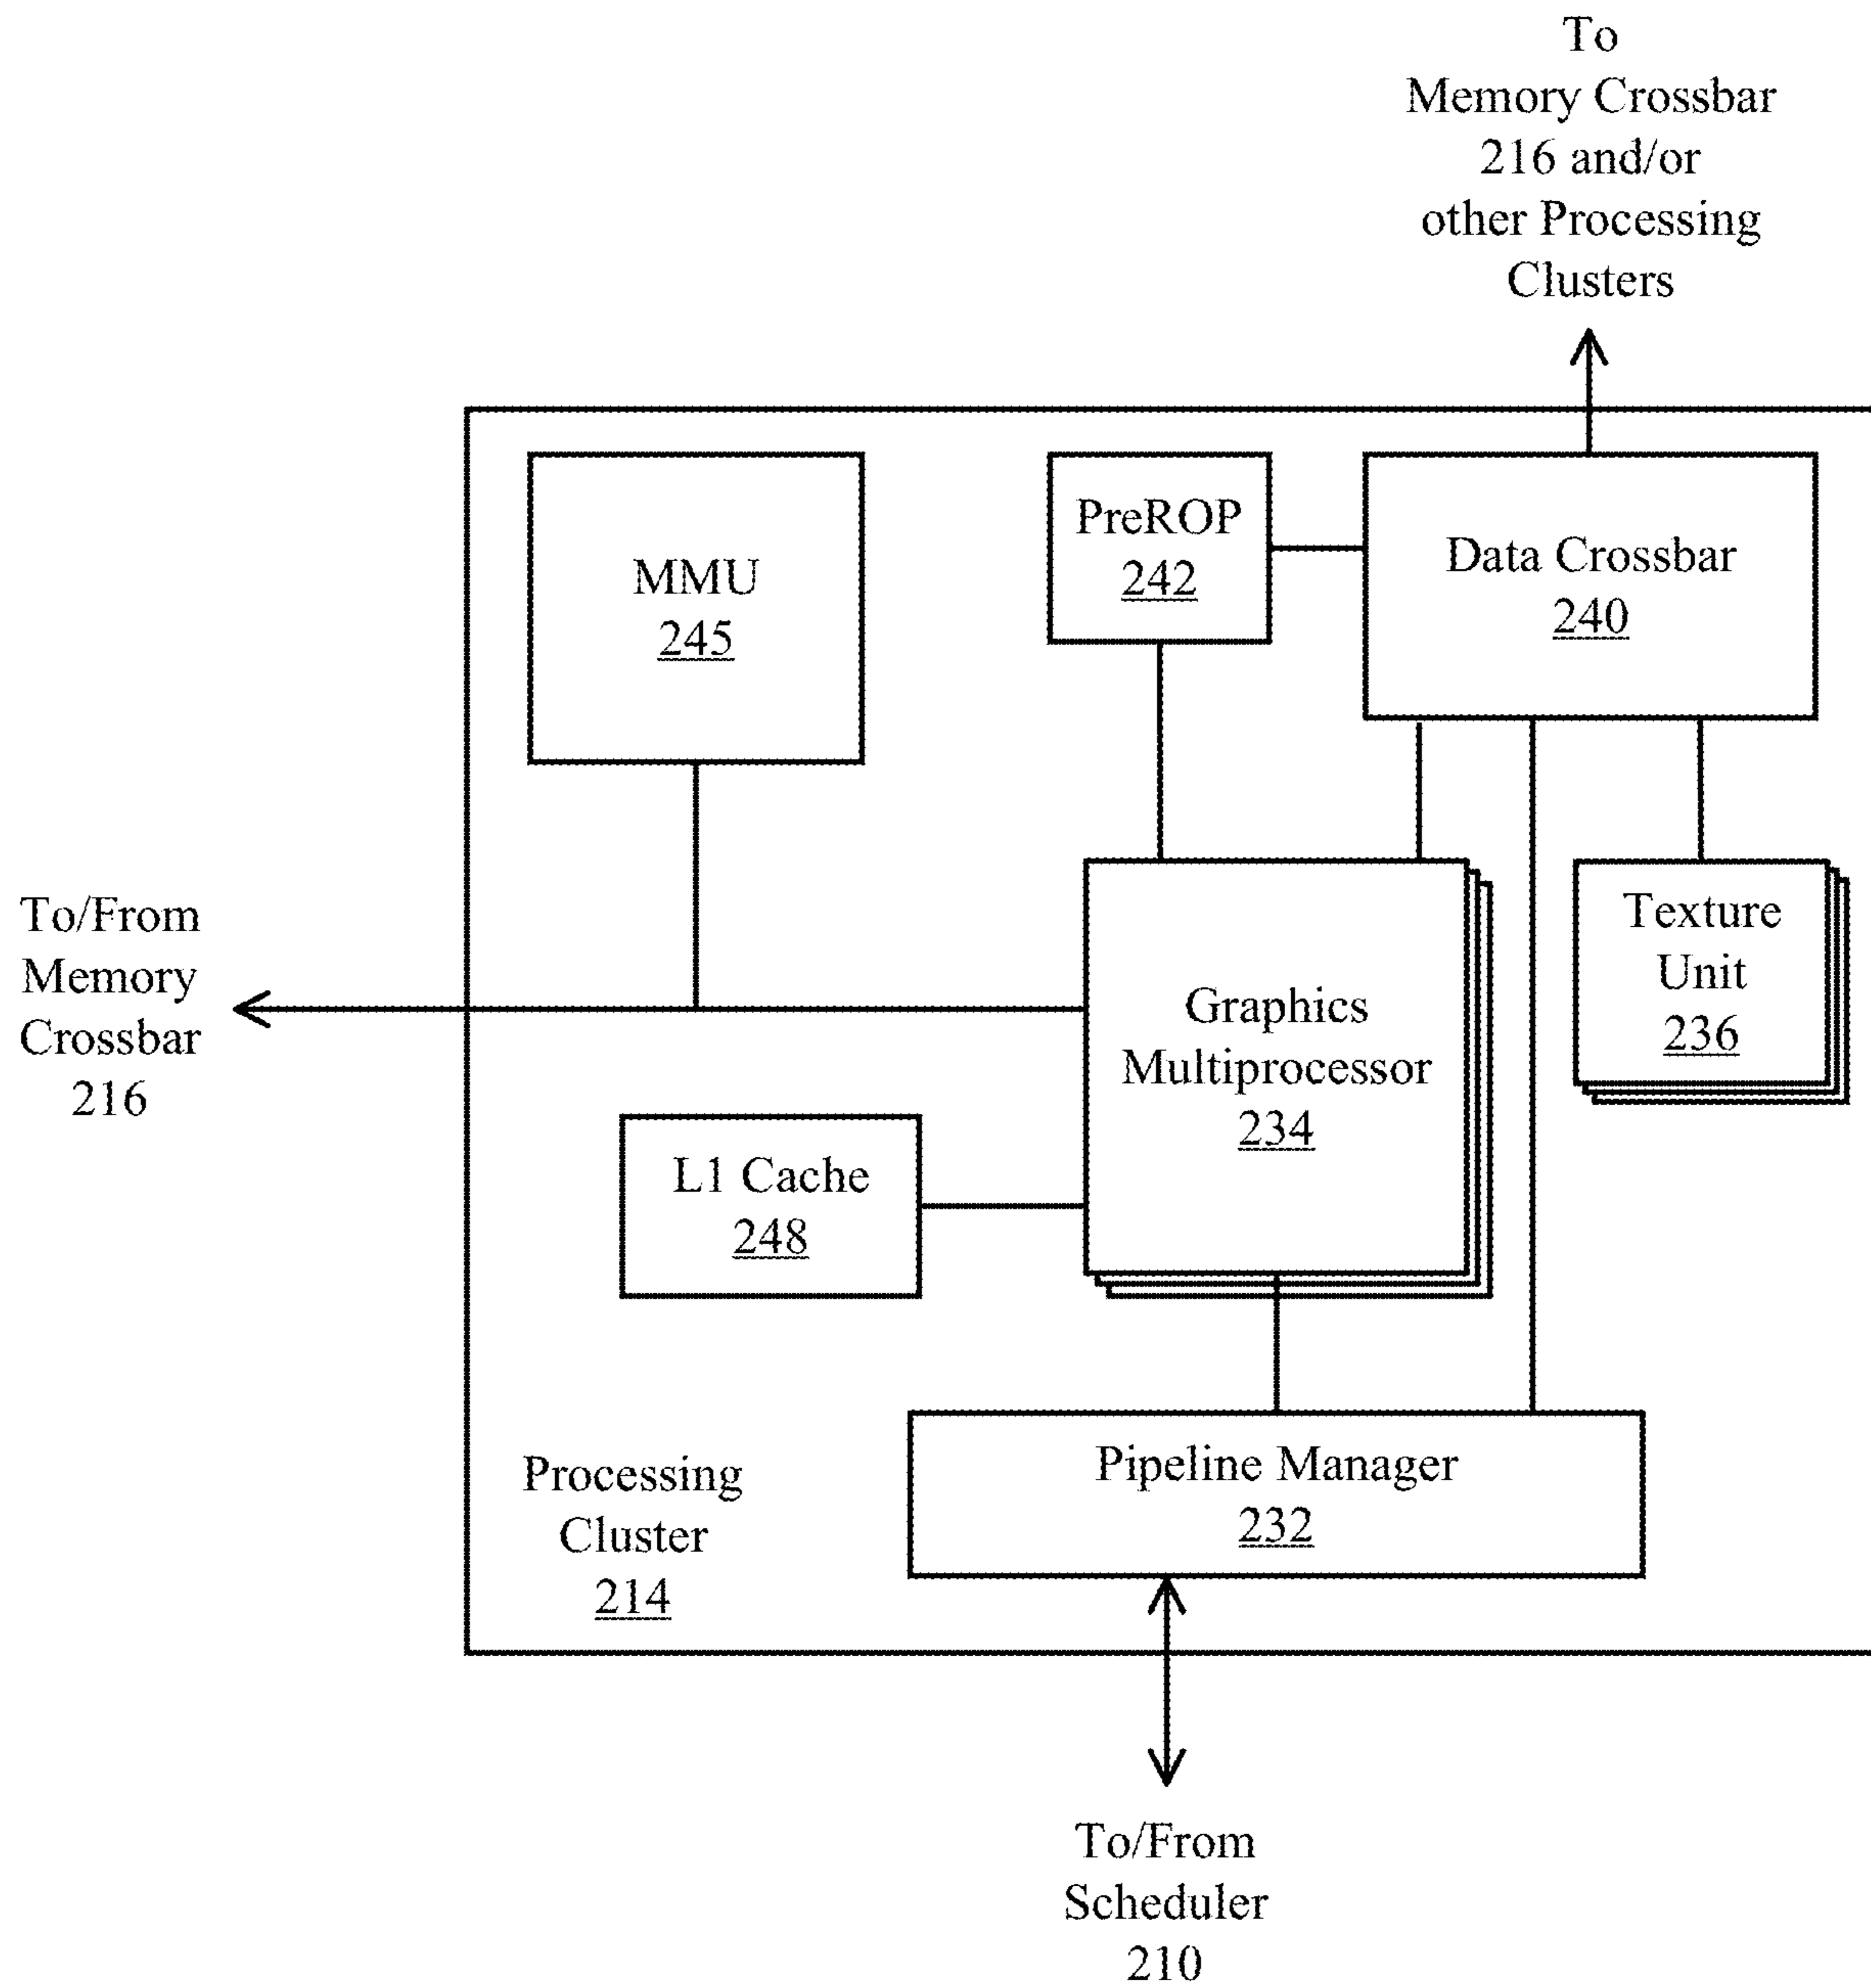 To
Memory Crossbar
216 and/or
other Processing
Clusters
MMU
245
PreROP
242
Data Crossbar
240
To/From
Memory
Crossbar
216
Graphics
Multiprocessor
234
Texture
Unit
236
L1 Cache
248
Processing
Cluster
214
Pipeline Manager
232
To/From
Scheduler
210